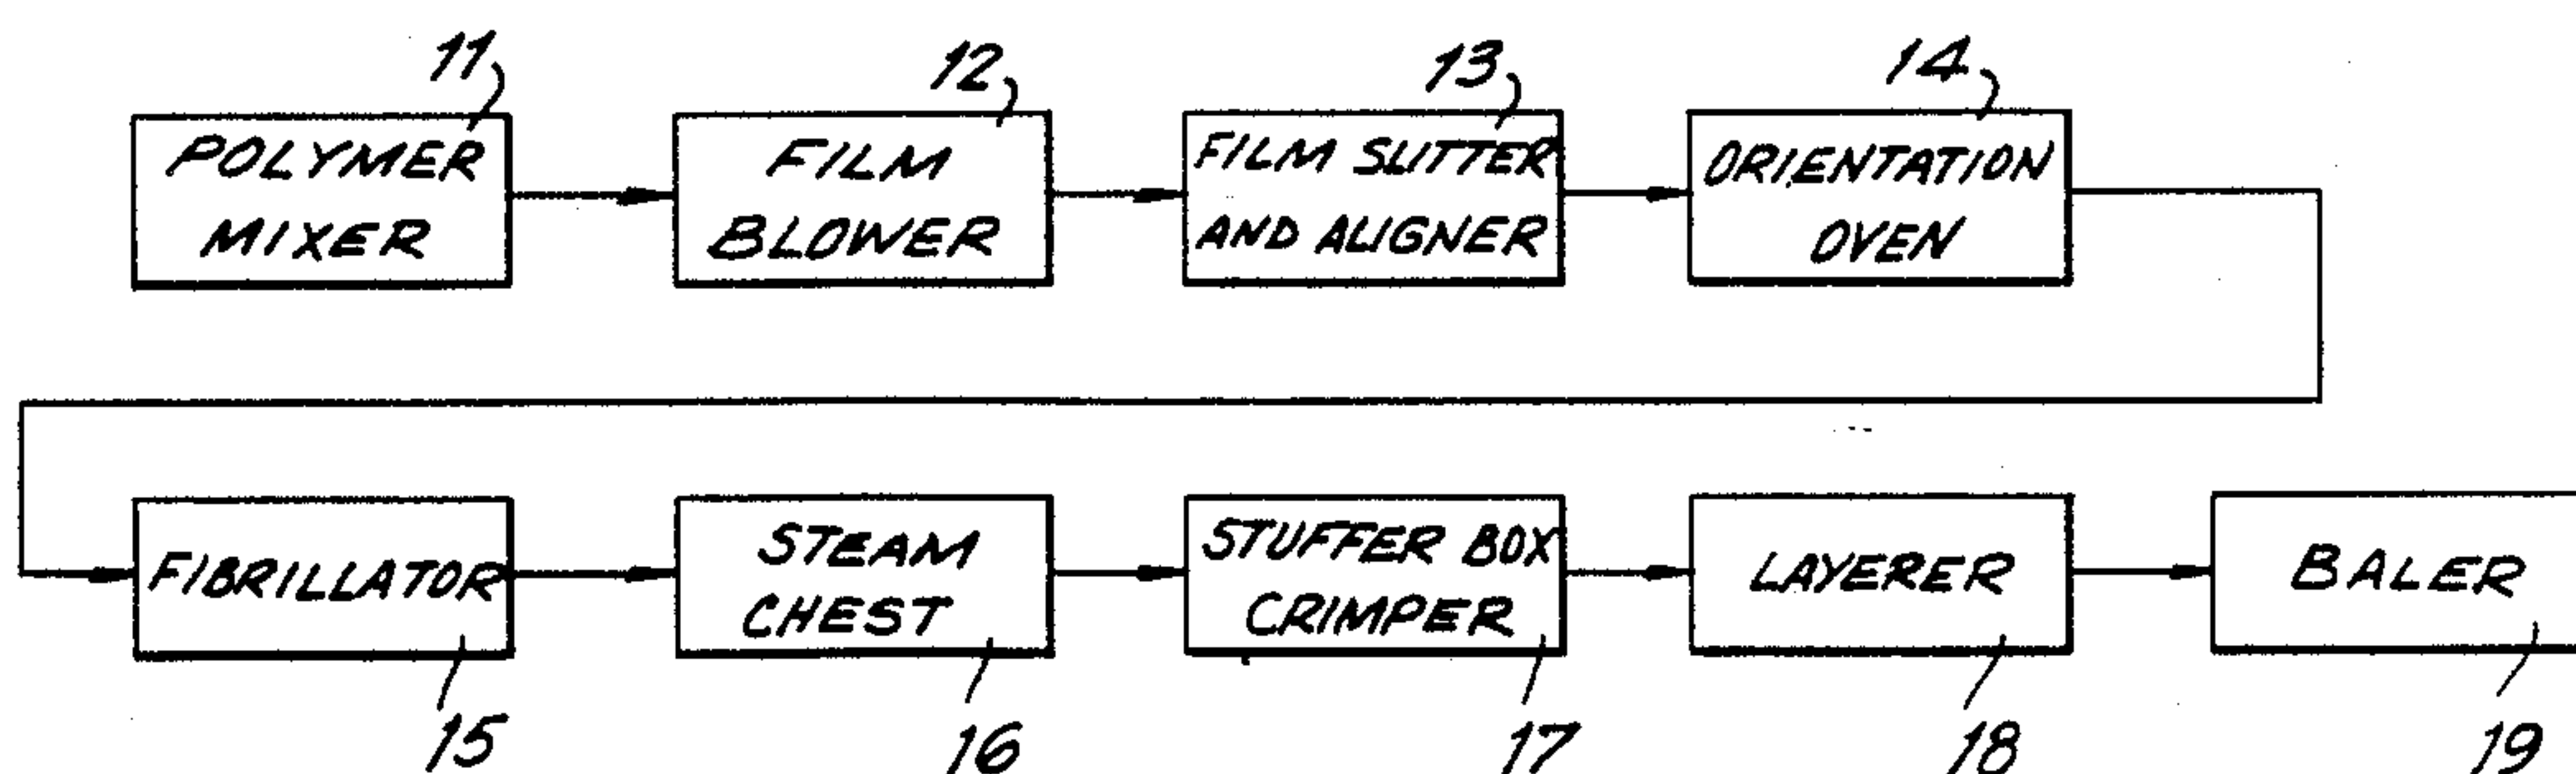 11
12
13
14
POLYMER
MIXER
FILM
BLOWER
FILM SLITTER
AND ALIGNER
ORIENTATION
OVEN
FIBRILLATOR
STEAM
CHEST
STUFFER BOX
CRIMPER
LAYERER
BALER
15
16
17
18
19